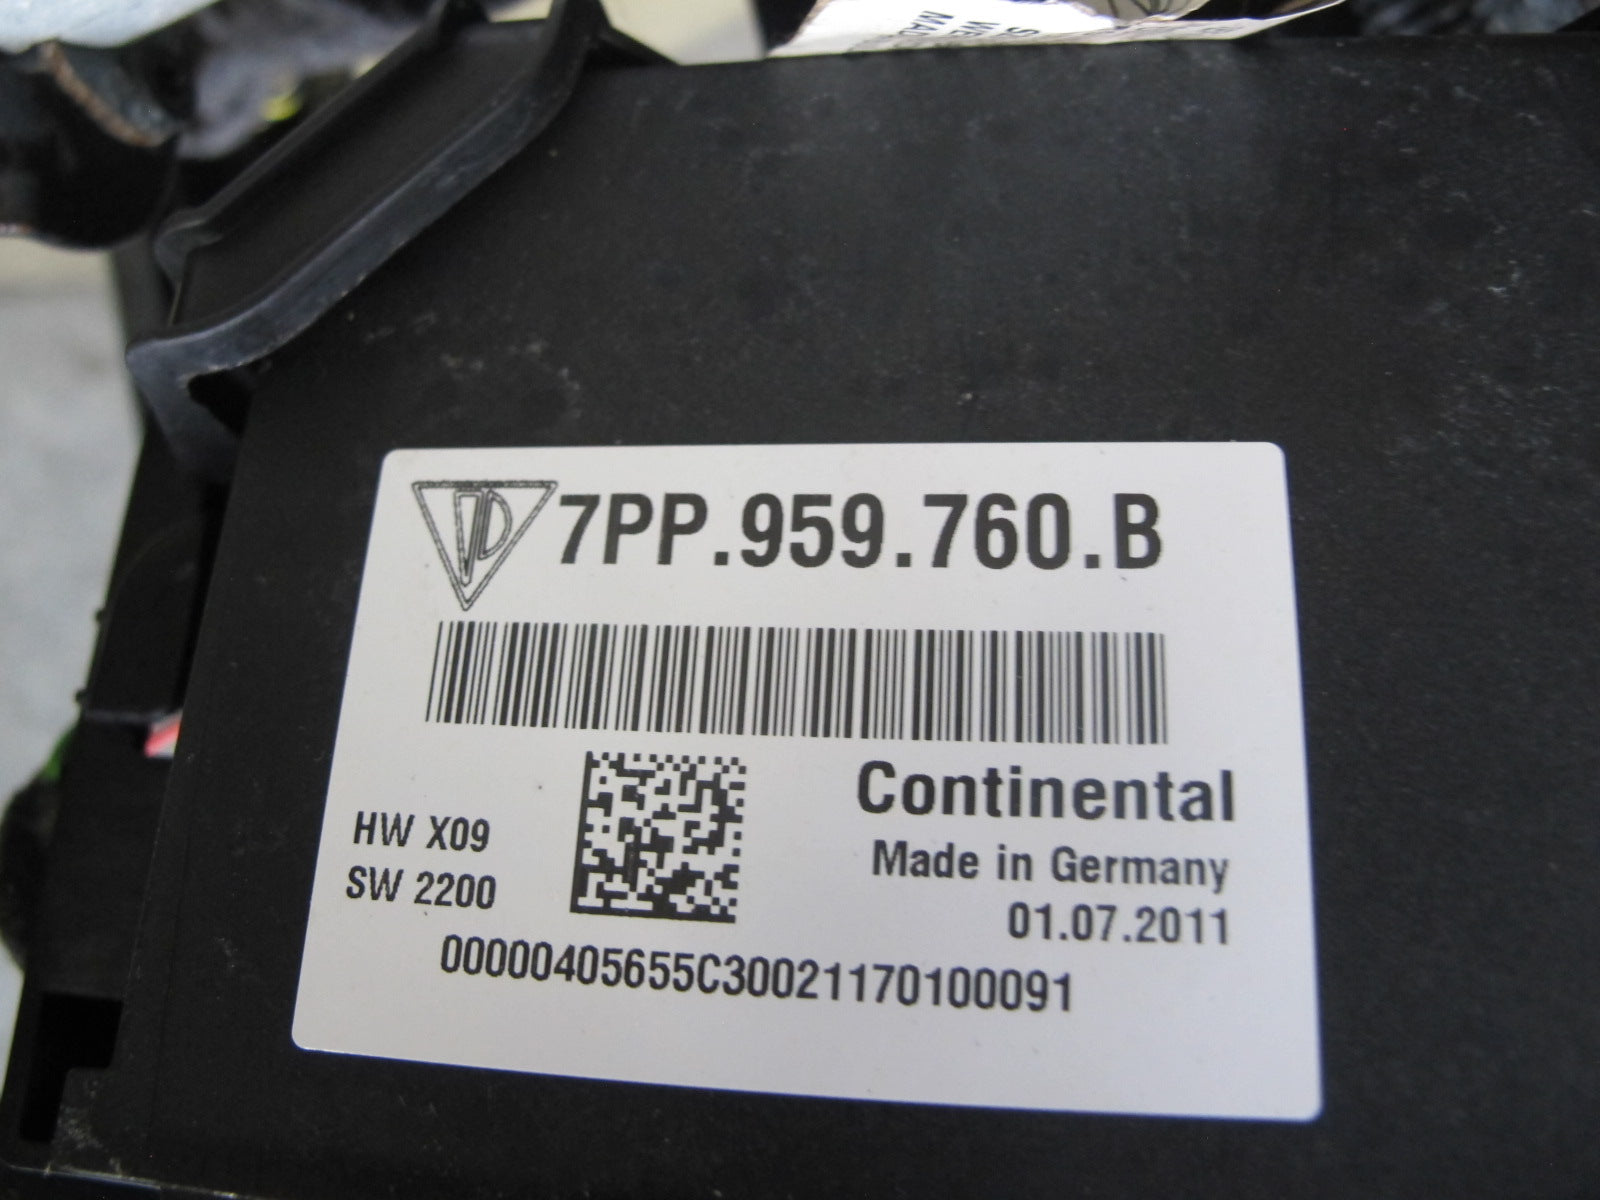 7PP.959.760.B
Continental
HW X09
Made in Germany
SW 2200
01.07.2011
00000405655C30021170100091